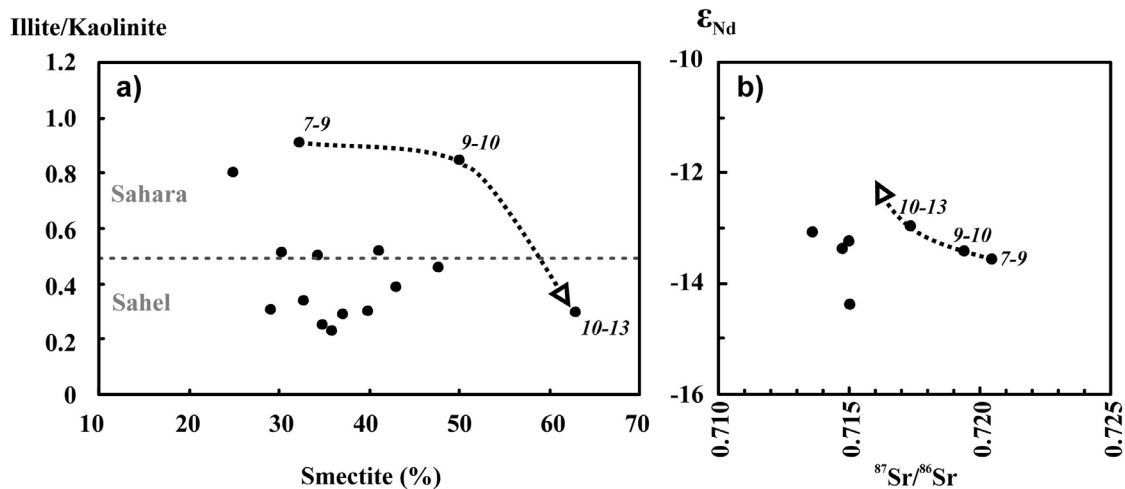 Illite/Kaolinite
1.2
a)
7-9
1.0
9-10
0.8
Sahara
0.6
0.4
Sahel
10-13
0.2
0
10 20 30 40 50 60 70
Smectite (%)
εNd
-10
b)
-12
10-13
9-10
7-9
-14
-16
0.710 0.715 0.720 0.725
⁸⁷Sr/⁸⁶Sr